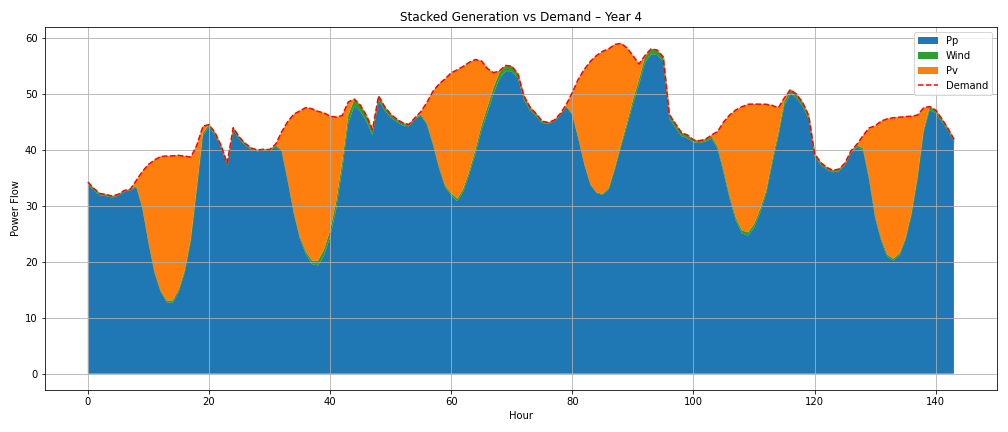 Stacked Generation vs Demand – Year 4
Pp
Wind
Pv
Demand
Power Flow
60
50
40
30
20
10
0
0 20 40 60 80 100 120 140
Hour